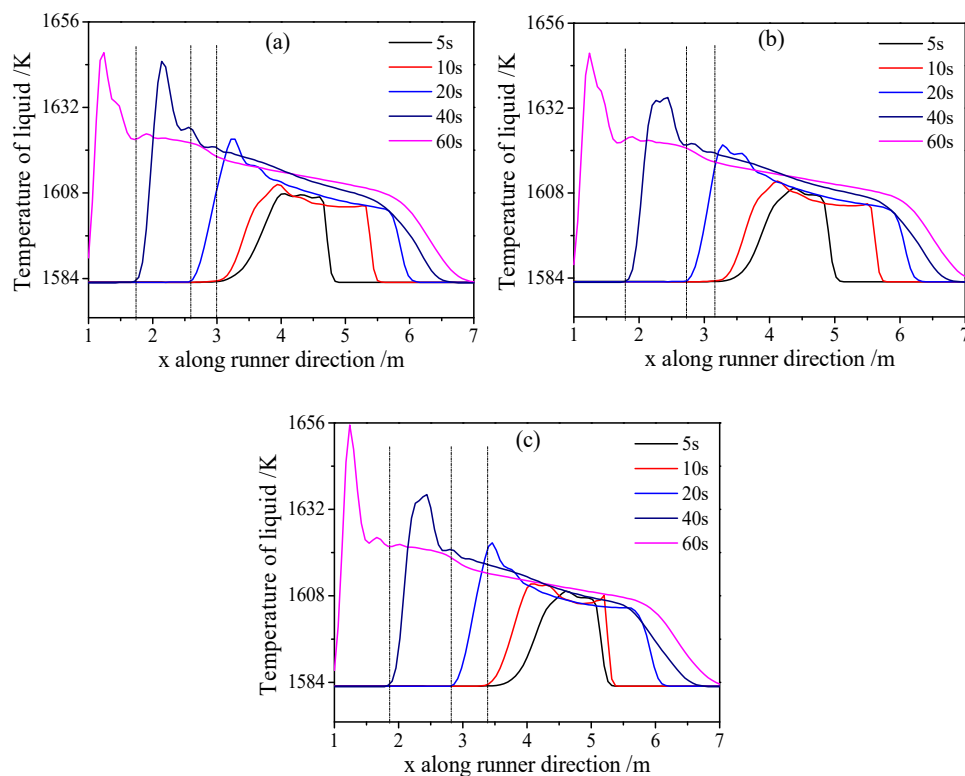 (a)
5s
10s
20s
40s
60s
1656
1632
1608
1584
Temperature of liquid /K
1 2 3 4 5 6 7
x along runner direction /m
(b)
5s
10s
20s
40s
60s
1656
1632
1608
1584
Temperature of liquid /K
1 2 3 4 5 6 7
x along runner direction /m
(c)
5s
10s
20s
40s
60s
1656
1632
1608
1584
Temperature of liquid /K
1 2 3 4 5 6 7
x along runner direction /m